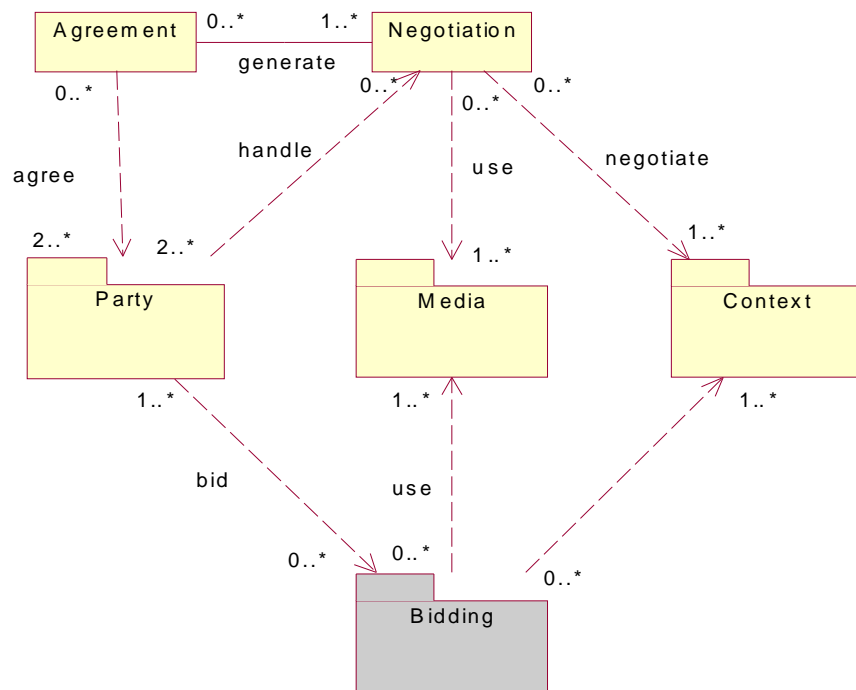 Agreement
0..*
1..*
Negotiation
generate
0..*
0..*
0..*
0..*
handle
use
negotiate
agree
2..*
2..*
1..*
1..*
Party
Media
Context
1..*
1..*
1..*
bid
use
0..*
0..*
0..*
Bidding